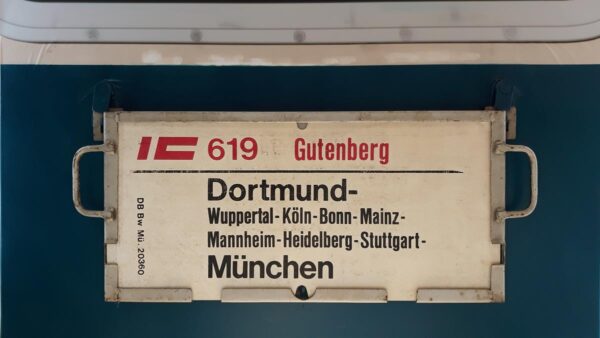 IC 619 Gutenberg
Dortmund-
Wuppertal-Köln-Bonn-Mainz-
Mannheim-Heidelberg-Stuttgart-
München
DB Bw Mü. 20360